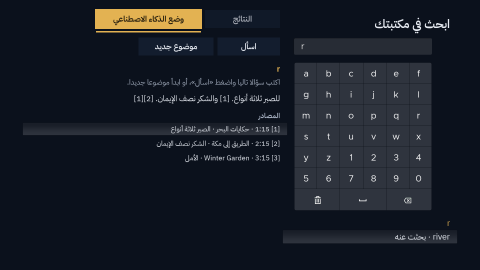 ابحث في مكتبتك
r
a b c d e f
g h i j k l
m n o p q r
s t u v w x
y z 1 2 3 4
5 6 7 8 9 0
r
river · بحثت عنه
النتائج
وضع الذكاء الاصطناعي
اسأل
موضوع جديد
r
اكتب سؤالا تاليا واضغط «اسأل»، أو ابدأ موضوعا جديدا.
للصبر ثلاثة أنواع. [1] والشكر نصف الإيمان. [2][1]
المصادر
[1] 1:15 · حكايات البحر · الصبر ثلاثة أنواع
[2] 2:15 · الطريق إلى مكة · الشكر نصف الإيمان
[3] 3:15 · Winter Garden · الأمل